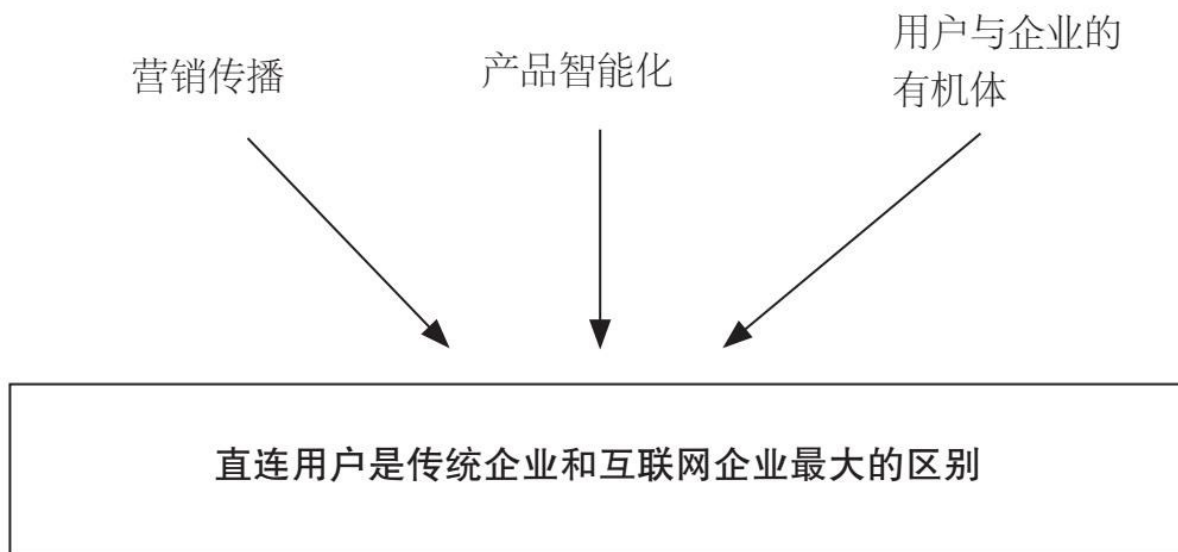 营销传播
产品智能化
用户与企业的
有机体
直连用户是传统企业和互联网企业最大的区别